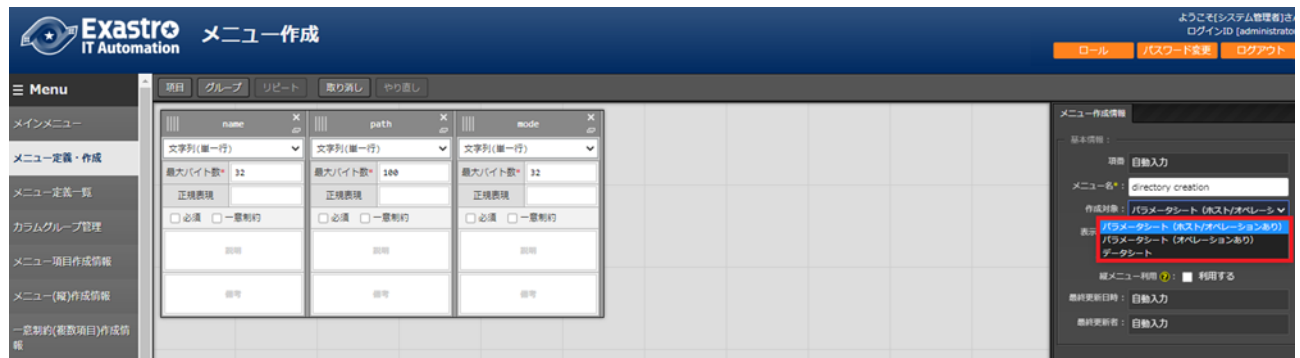 Exastro
IT Automation
メニュー作成
ようこそ[システム管理者]さん
ログインID [administrator
ロール パスワード変更 ログアウト
≡ Menu
メインメニュー
メニュー定義・作成
メニュー定義一覧
カラムグループ管理
メニュー項目作成情報
メニュー(縦)作成情報
一意制約(複数項目)作成情
報
項目 グループ リピート 取り消し やり直し
name path mode
文字列(単一行) 文字列(単一行) 文字列(単一行)
最大バイト数* 32 最大バイト数* 100 最大バイト数* 32
正規表現 正規表現 正規表現
必須 一意制約 必須 一意制約 必須 一意制約
説明 説明 説明
備考 備考 備考
メニュー作成情報
基本情報 :
項番 自動入力
メニュー名* : directory creation
作成対象 : パラメータシート（ホスト/オペレーシ
表示
パラメータシート（ホスト/オペレーションあり）
パラメータシート（オペレーションあり）
データシート
縦メニュー利用 ? : 利用する
最終更新日時 : 自動入力
最終更新者 : 自動入力